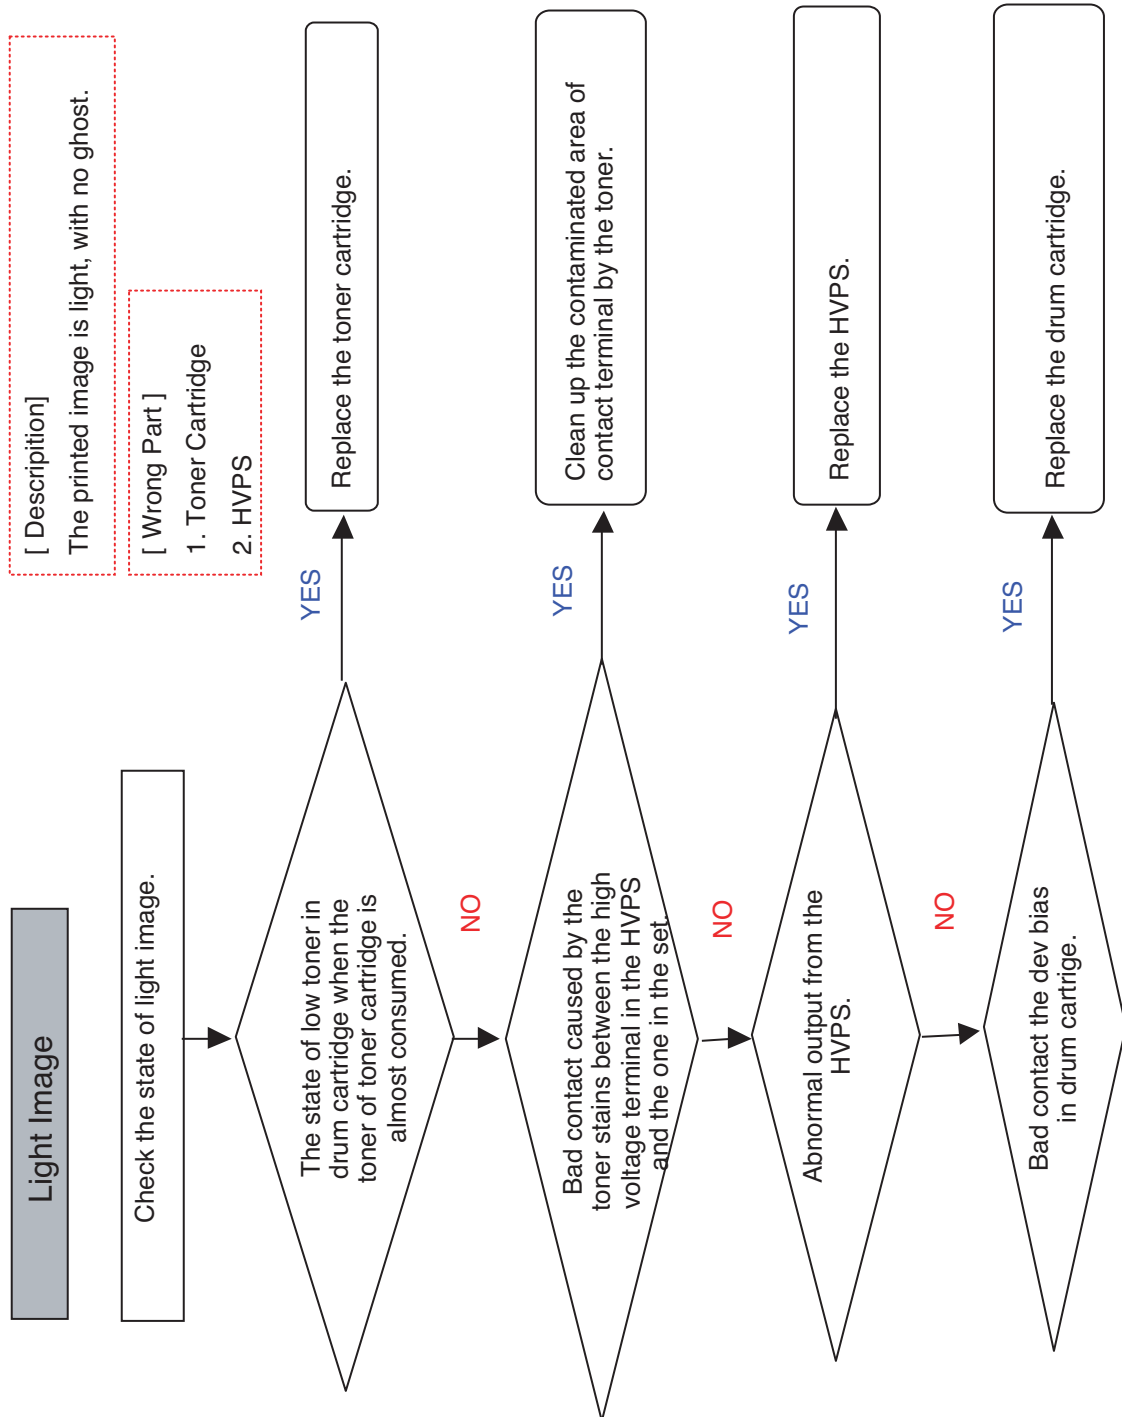 Light Image
[ Descripition]
The printed image is light, with no ghost.
[ Wrong Part ]
1. Toner Cartridge
2. HVPS
Check the state of light image.
The state of low toner in
drum cartridge when the
toner of toner cartridge is
almost consumed.
YES
Replace the toner cartridge.
NO
Bad contact caused by the
toner stains between the high
voltage terminal in the HVPS
and the one in the set.
YES
Clean up the contaminated area of
contact terminal by the toner.
NO
Abnormal output from the
HVPS.
YES
Replace the HVPS.
NO
Bad contact the dev bias
in drum cartrige.
YES
Replace the drum cartridge.